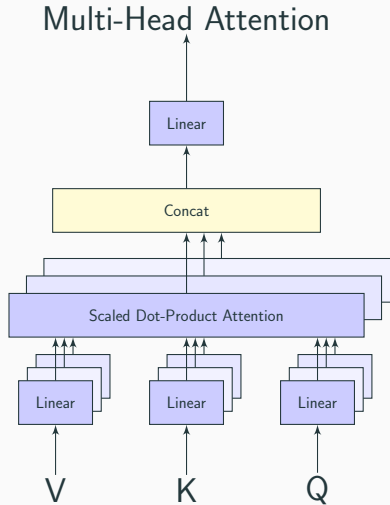 Multi-Head Attention
Linear
Concat
Scaled Dot-Product Attention
Linear Linear Linear
V K Q